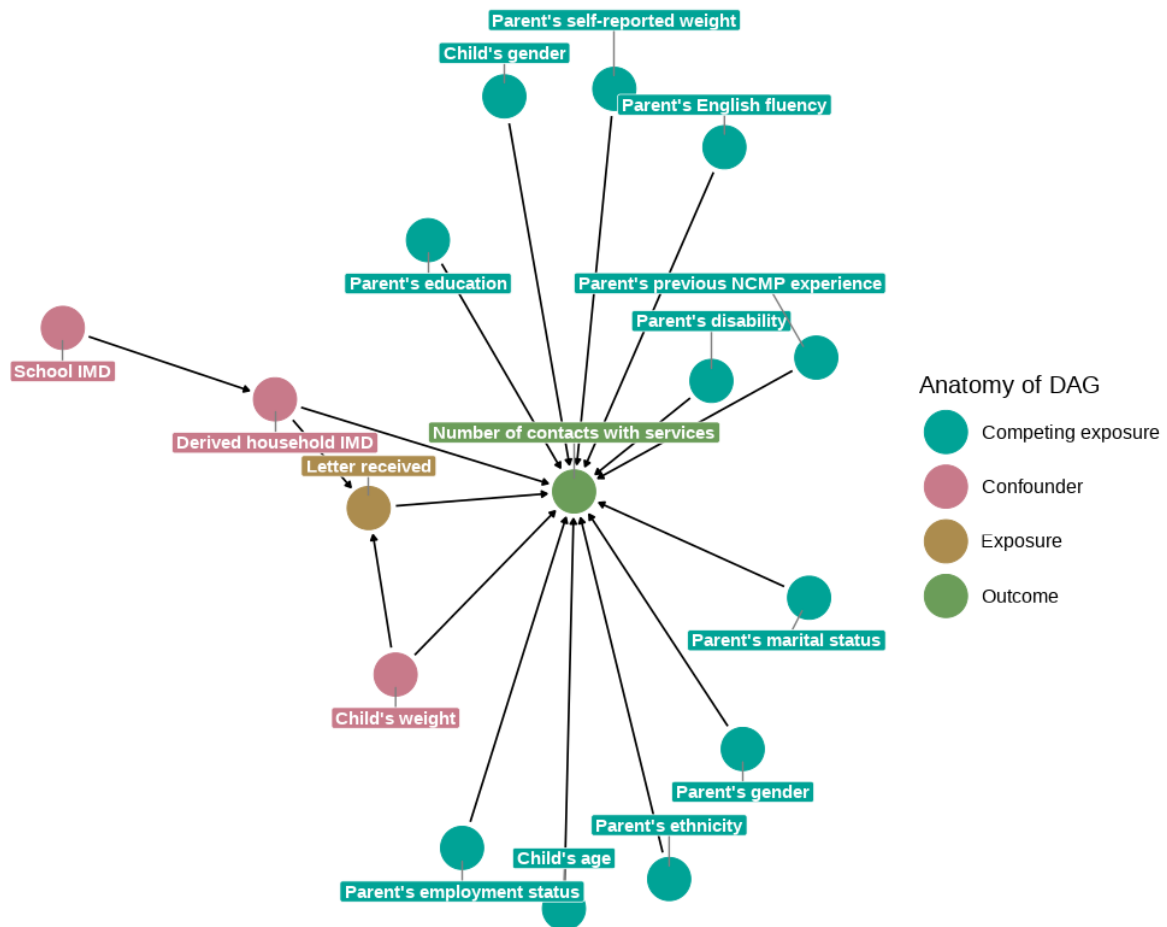 Parent's self-reported weight
Child's gender
Parent's English fluency
Parent's education
Parent's previous NCMP experience
Parent's disability
School IMD
Anatomy of DAG
Competing exposure
Number of contacts with services
Derived household IMD
Letter received
Confounder
Exposure
Outcome
Parent's marital status
Child's weight
Parent's gender
Parent's ethnicity
Child's age
Parent's employment status